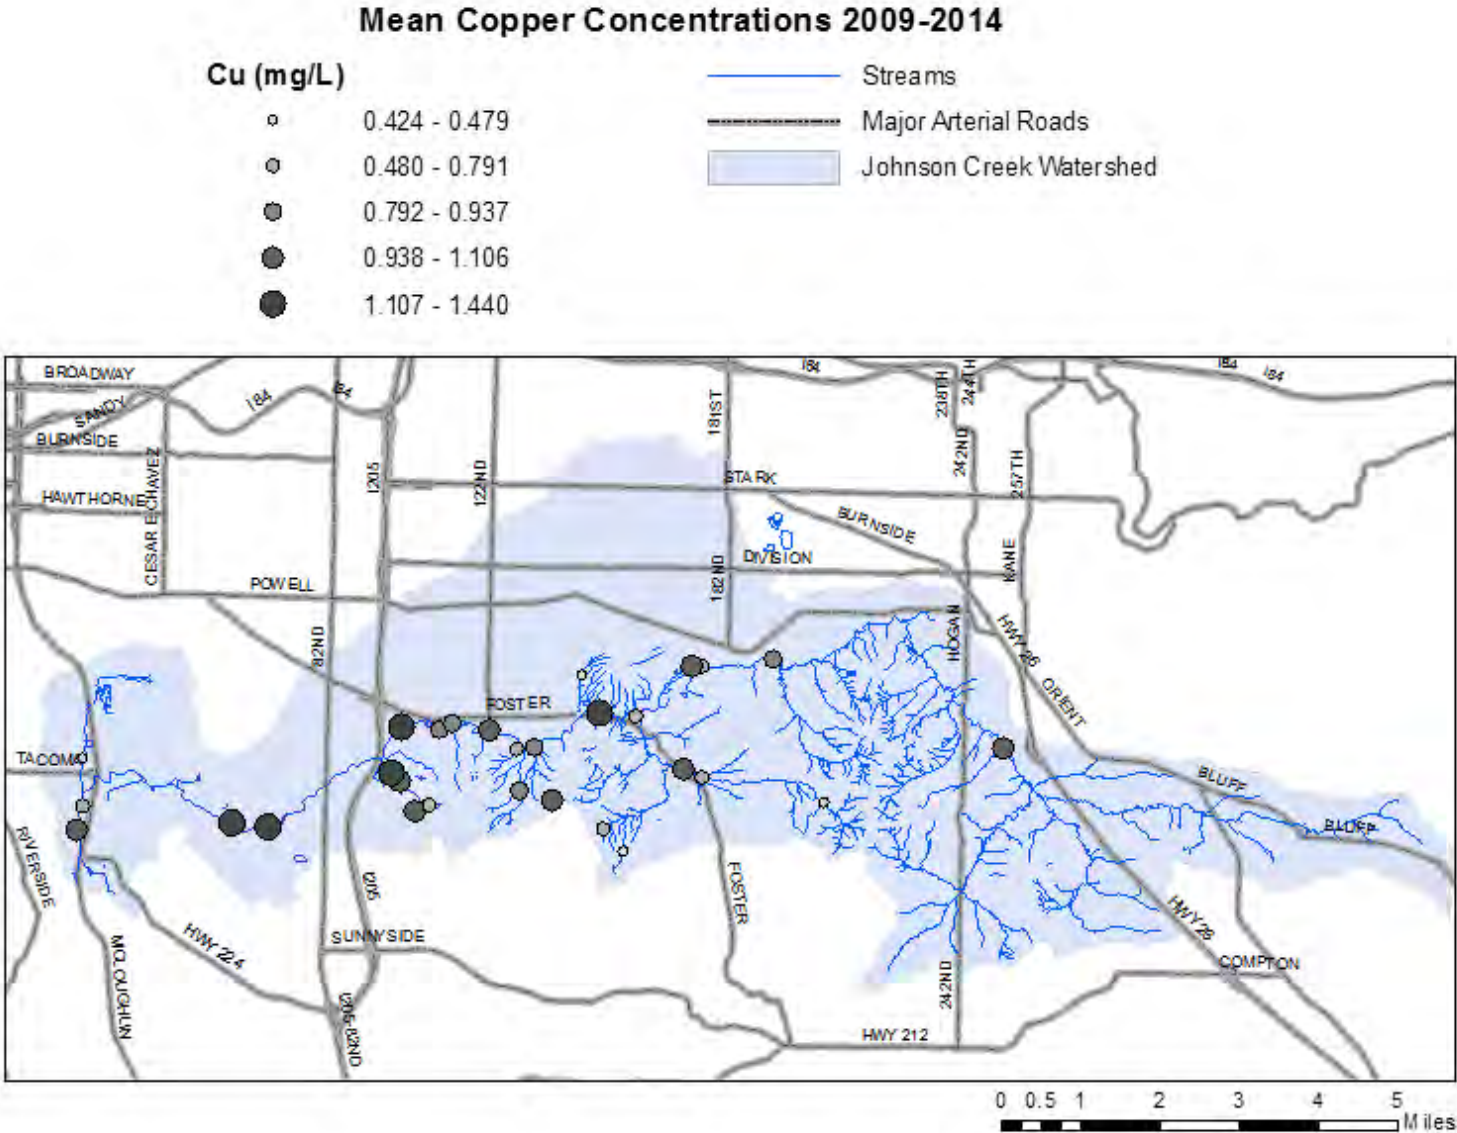 Mean Copper Concentrations 2009-2014
Cu (mg/L)
0.424 - 0.479
0.480 - 0.791
0.792 - 0.937
0.938 - 1.106
1.107 - 1.440
Streams
Major Arterial Roads
Johnson Creek Watershed
BROADWAY
SANDY
I84
I84
I84
I84
I84
BURNSIDE
HAWTHORNE
CESAR E CHAVEZ
I205
122ND
181ST
238TH
244TH
242ND
257TH
STARK
BURNSIDE
DIVISION
182ND
KANE
POWELL
82ND
HOGAN
HWY 26
ORIENT
FOSTER
TACOMA
BLUFF
BLUFF
RIVERSIDE
I205
FOSTER
HWY 224
SUNNYSIDE
MCLOUGHLIN
HWY 26
COMPTON
242ND
I205-82ND
HWY 212
0 0.5 1 2 3 4 5
Miles